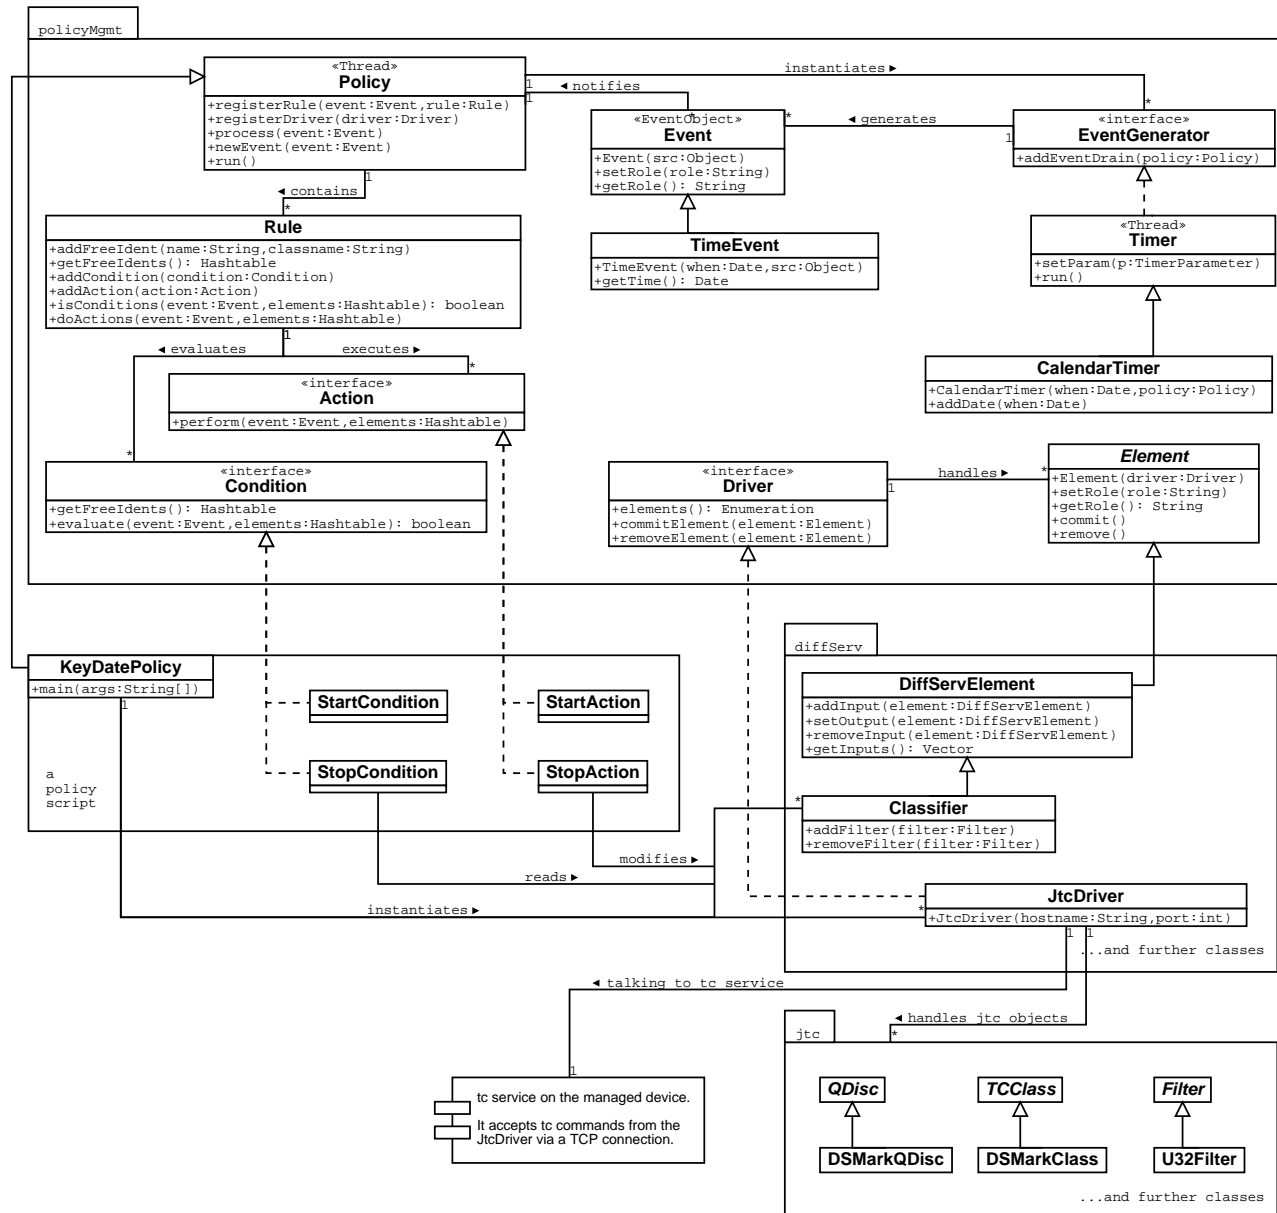 policyMgmt
«Thread»
Policy
+registerRule(event:Event,rule:Rule)
+registerDriver(driver:Driver)
+process(event:Event)
+newEvent(event:Event)
+run()
instantiates ►
1
◄ notifies
1
*
*
«EventObject»
Event
+Event(src:Object)
+setRole(role:String)
+getRole(): String
*
◄ generates
1
«interface»
EventGenerator
+addEventDrain(policy:Policy)
1
◄ contains
*
Rule
+addFreeIdent(name:String,classname:String)
+getFreeIdents(): Hashtable
+addCondition(condition:Condition)
+addAction(action:Action)
+isConditions(event:Event,elements:Hashtable): boolean
+doActions(event:Event,elements:Hashtable)
TimeEvent
+TimeEvent(when:Date,src:Object)
+getTime(): Date
«Thread»
Timer
+setParam(p:TimerParameter)
+run()
1
◄ evaluates
executes ►
*
*
«interface»
Action
+perform(event:Event,elements:Hashtable)
CalendarTimer
+CalendarTimer(when:Date,policy:Policy)
+addDate(when:Date)
«interface»
Condition
+getFreeIdents(): Hashtable
+evaluate(event:Event,elements:Hashtable): boolean
«interface»
Driver
+elements(): Enumeration
+commitElement(element:Element)
+removeElement(element:Element)
handles ►
1
*
Element
+Element(driver:Driver)
+setRole(role:String)
+getRole(): String
+commit()
+remove()
KeyDatePolicy
+main(args:String[])
1
StartCondition
StartAction
StopCondition
StopAction
a
policy
script
diffServ
DiffServElement
+addInput(element:DiffServElement)
+setOutput(element:DiffServElement)
+removeInput(element:DiffServElement)
+getInputs(): Vector
*
Classifier
+addFilter(filter:Filter)
+removeFilter(filter:Filter)
modifies ►
reads ►
instantiates ►
*
JtcDriver
+JtcDriver(hostname:String,port:int)
1
1
...and further classes
◄ talking to tc service
◄ handles jtc objects
*
1
tc service on the managed device.
It accepts tc commands from the
JtcDriver via a TCP connection.
jtc
QDisc
TCClass
Filter
DSMarkQDisc
DSMarkClass
U32Filter
...and further classes